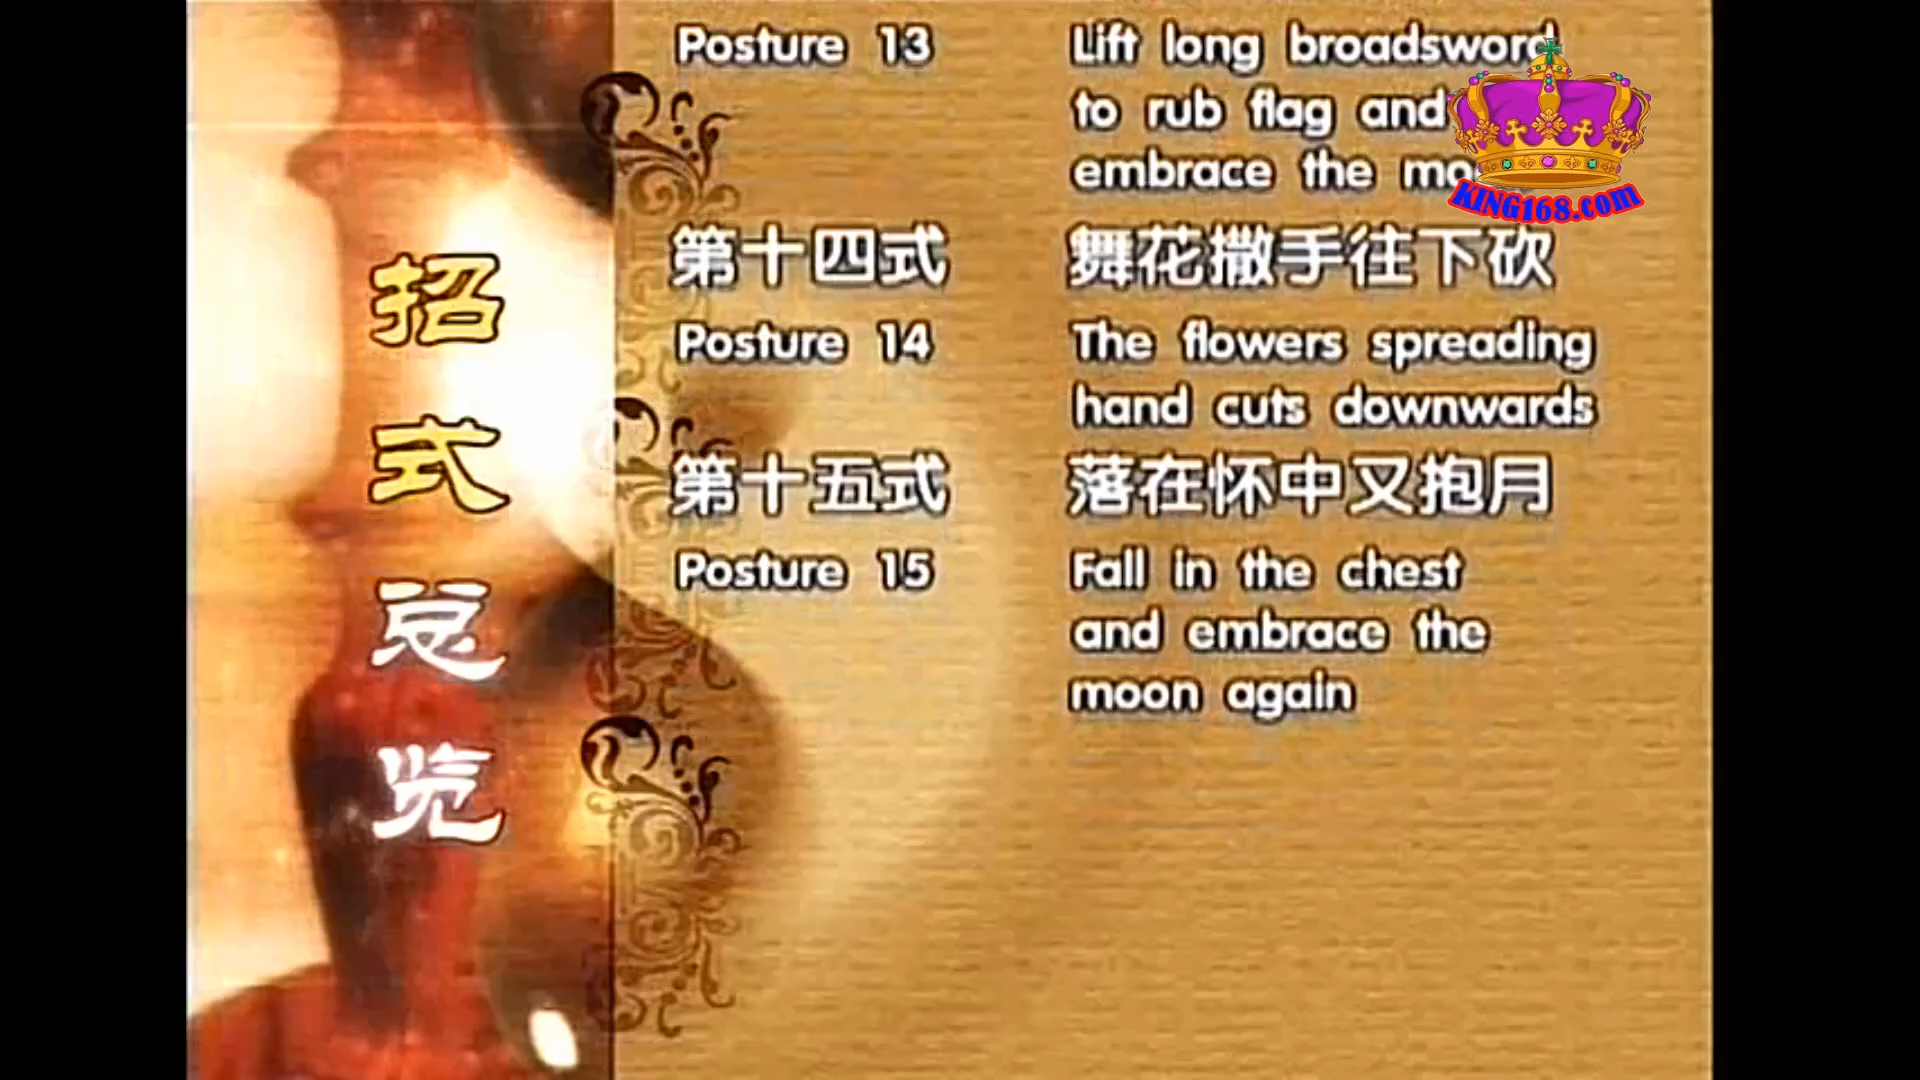 招式总览
Posture 13 Lift long broadsword
to rub flag and
embrace the
第十四式 舞花撒手往下砍
Posture 14 The flowers spreading
hand cuts downwards
第十五式 落在怀中又抱月
Posture 15 Fall in the chest
and embrace the
moon again
KING168.com